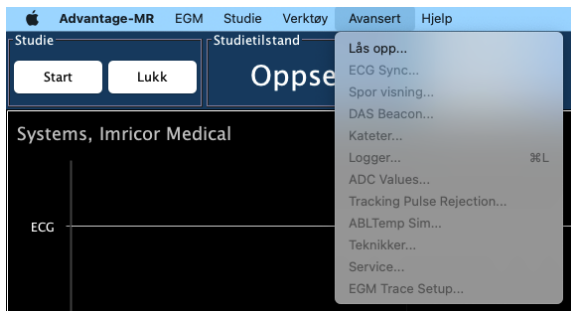 Advantage-MR EGM Studie Verktøy Avansert Hjelp
Studie
Studietilstand
Start Lukk
Oppse
Systems, Imricor Medical
ECG
Lås opp...
ECG Sync...
Spor visning...
DAS Beacon...
Kateter...
Logger... ⌘L
ADC Values...
Tracking Pulse Rejection...
ABLTemp Sim...
Teknikker...
Service...
EGM Trace Setup...